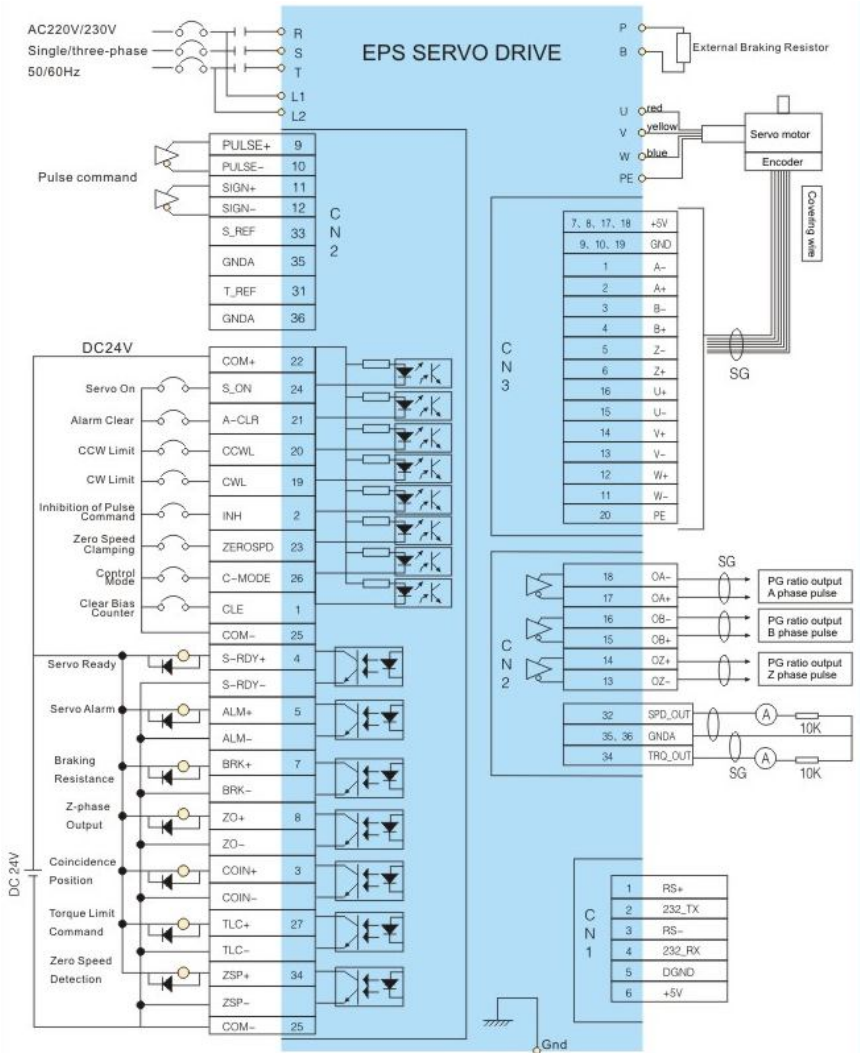 EPS SERVO DRIVE
AC220V/230V
Single/three-phase
50/60Hz
R
S
T
L1
L2
P
B
External Braking Resistor
U red
V yellow
W blue
PE
Servo motor
Encoder
Covering wire
Pulse command
PULSE+ 9
PULSE- 10
SIGN+ 11
SIGN- 12
S_REF 33
GNDA 35
T_REF 31
GNDA 36
CN2
DC24V
COM+ 22
Servo On S_ON 24
Alarm Clear A-CLR 21
CCW Limit CCWL 20
CW Limit CWL 19
Inhibition of Pulse
Command INH 2
Zero Speed
Clamping ZEROSPD 23
Control
Mode C-MODE 26
Clear Bias
Counter CLE 1
COM- 25
Servo Ready S-RDY+ 4
S-RDY-
Servo Alarm ALM+ 5
ALM-
Braking
Resistance BRK+ 7
BRK-
Z-phase
Output ZO+ 8
ZO-
DC 24V
Coincidence
Position COIN+ 3
COIN-
Torque Limit
Command TLC+ 27
TLC-
Zero Speed
Detection ZSP+ 34
ZSP-
COM- 25
CN3
7、8、17、18 +5V
9、10、19 GND
1 A-
2 A+
3 B-
4 B+
5 Z-
6 Z+
16 U+
15 U-
14 V+
13 V-
12 W+
11 W-
20 PE
SG
CN2
SG
18 OA-
17 OA+
PG ratio output
A phase pulse
16 OB-
15 OB+
PG ratio output
B phase pulse
14 OZ+
13 OZ-
PG ratio output
Z phase pulse
32 SPD_OUT
A
10K
35、36 GNDA
34 TRQ_OUT
SG
A
10K
CN1
1 RS+
2 232_TX
3 RS-
4 232_RX
5 DGND
6 +5V
Gnd